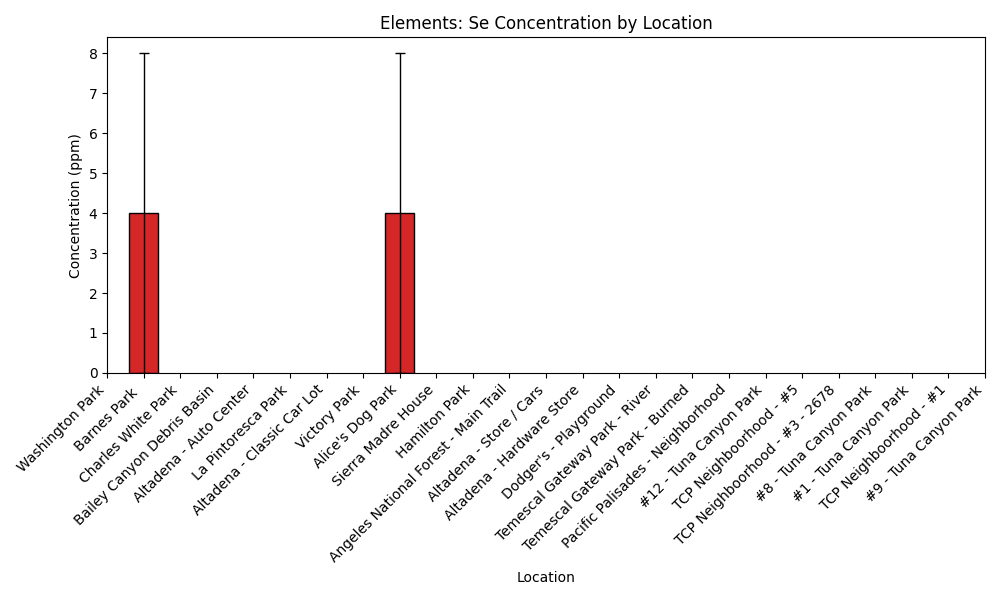 Elements: Se Concentration by Location
Concentration (ppm)
8
7
6
5
4
3
2
1
0
Washington Park
Barnes Park
Charles White Park
Bailey Canyon Debris Basin
Altadena - Auto Center
La Pintoresca Park
Altadena - Classic Car Lot
Victory Park
Alice's Dog Park
Sierra Madre House
Hamilton Park
Angeles National Forest - Main Trail
Altadena - Store / Cars
Altadena - Hardware Store
Dodger's - Playground
Temescal Gateway Park - River
Temescal Gateway Park - Burned
Pacific Palisades - Neighborhood
#12 - Tuna Canyon Park
TCP Neighborhood - #5
TCP Neighboorhood - #3 - 2678
#8 - Tuna Canyon Park
#1 - Tuna Canyon Park
TCP Neighboorhood - #1
#9 - Tuna Canyon Park
Location